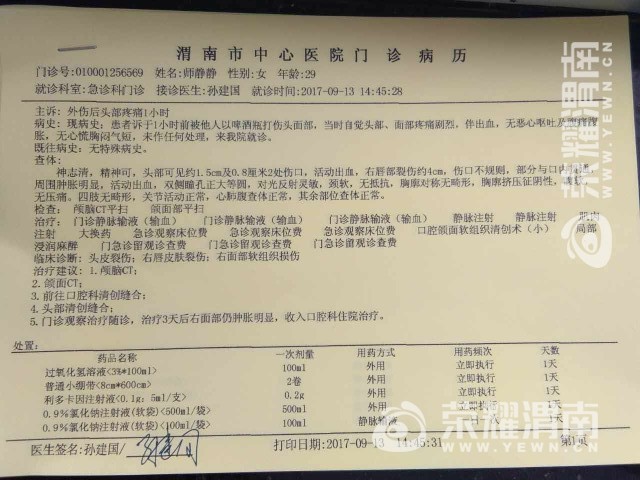 渭南市中心医院门诊病历
门诊号:010001256569 姓名:师静静 性别:女 年龄:29
就诊科室:急诊科门诊 接诊医生:孙建国 就诊时间:2017-09-13 14:45:28
主诉:外伤后头部疼痛1小时
病史:现病史:患者诉于1小时前被他人以啤酒瓶打伤头面部,当时自觉头部、面部疼痛剧烈,伴出血,无恶心呕吐及腹痛腹
胀,无心慌胸闷气短,未作任何处理,来我院就诊。
既往病史:无特殊病史。
查体:
神志清,精神可,头部可见约1.5cm及0.8厘米2处伤口,活动出血,右唇部裂伤约4cm,伤口不规则,部分与口内
周围肿胀明显,活动出血,双侧瞳孔正大等圆,对光反射灵敏,颈软,无抵抗,胸廓对称无畸形,胸廓挤压征阴性,
无压痛。四肢无畸形,关节活动正常,心肺腹查体正常,其余部位查体正常。
检查: 颅脑CT平扫 颌面部平扫
治疗: 门诊静脉输液(输血) 门诊静脉输液(输血) 门诊静脉输液(输血) 静脉注射 静脉注射 肌肉
注射 大换药 急诊观察床位费 急诊观察床位费 急诊观察床位费 口腔颌面软组织清创术(小) 局部
浸润麻醉 门急诊留观诊查费 门急诊留观诊查费 门急诊留观诊查费
临床诊断:头皮裂伤;右唇皮裂伤;右面部软组织损伤
治疗建议:1.颅脑CT;
2.颌面CT;
3.前往口腔科清创缝合;
4.头部清创缝合;
5.门诊观察治疗随诊,治疗3天后右面部仍肿胀明显,收入口腔科住院治疗。
处置:
药品名称 一次剂量 用药方式 用药频次 天数
过氧化氢溶液<3%*100ml> 100ml 外用 立即执行 1天
普通小绷带<8cm*600cm> 2卷 外用 立即执行 1天
利多卡因注射液<0.1g:5ml/支> 0.2g 外用 立即执行 1天
0.9%氯化钠注射液(软袋)<500ml/袋> 500ml 外用 立即执行 1天
0.9%氯化钠注射液(软袋)<100ml/袋> 100ml 静脉输液 1天
医生签名:孙建国/ 打印日期:2017-09-13 14:45:31 第1页
荣耀渭南
WWW.YEWN.CN
荣耀渭南
WWW.YEWN.CN